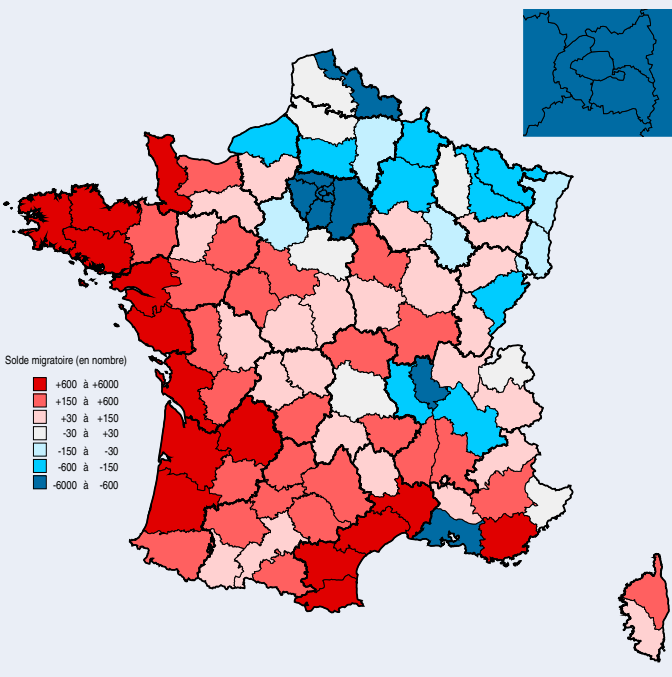 Solde migratoire (en nombre)
+600 à +6000
+150 à +600
+30 à +150
-30 à +30
-150 à -30
-600 à -150
-6000 à -600